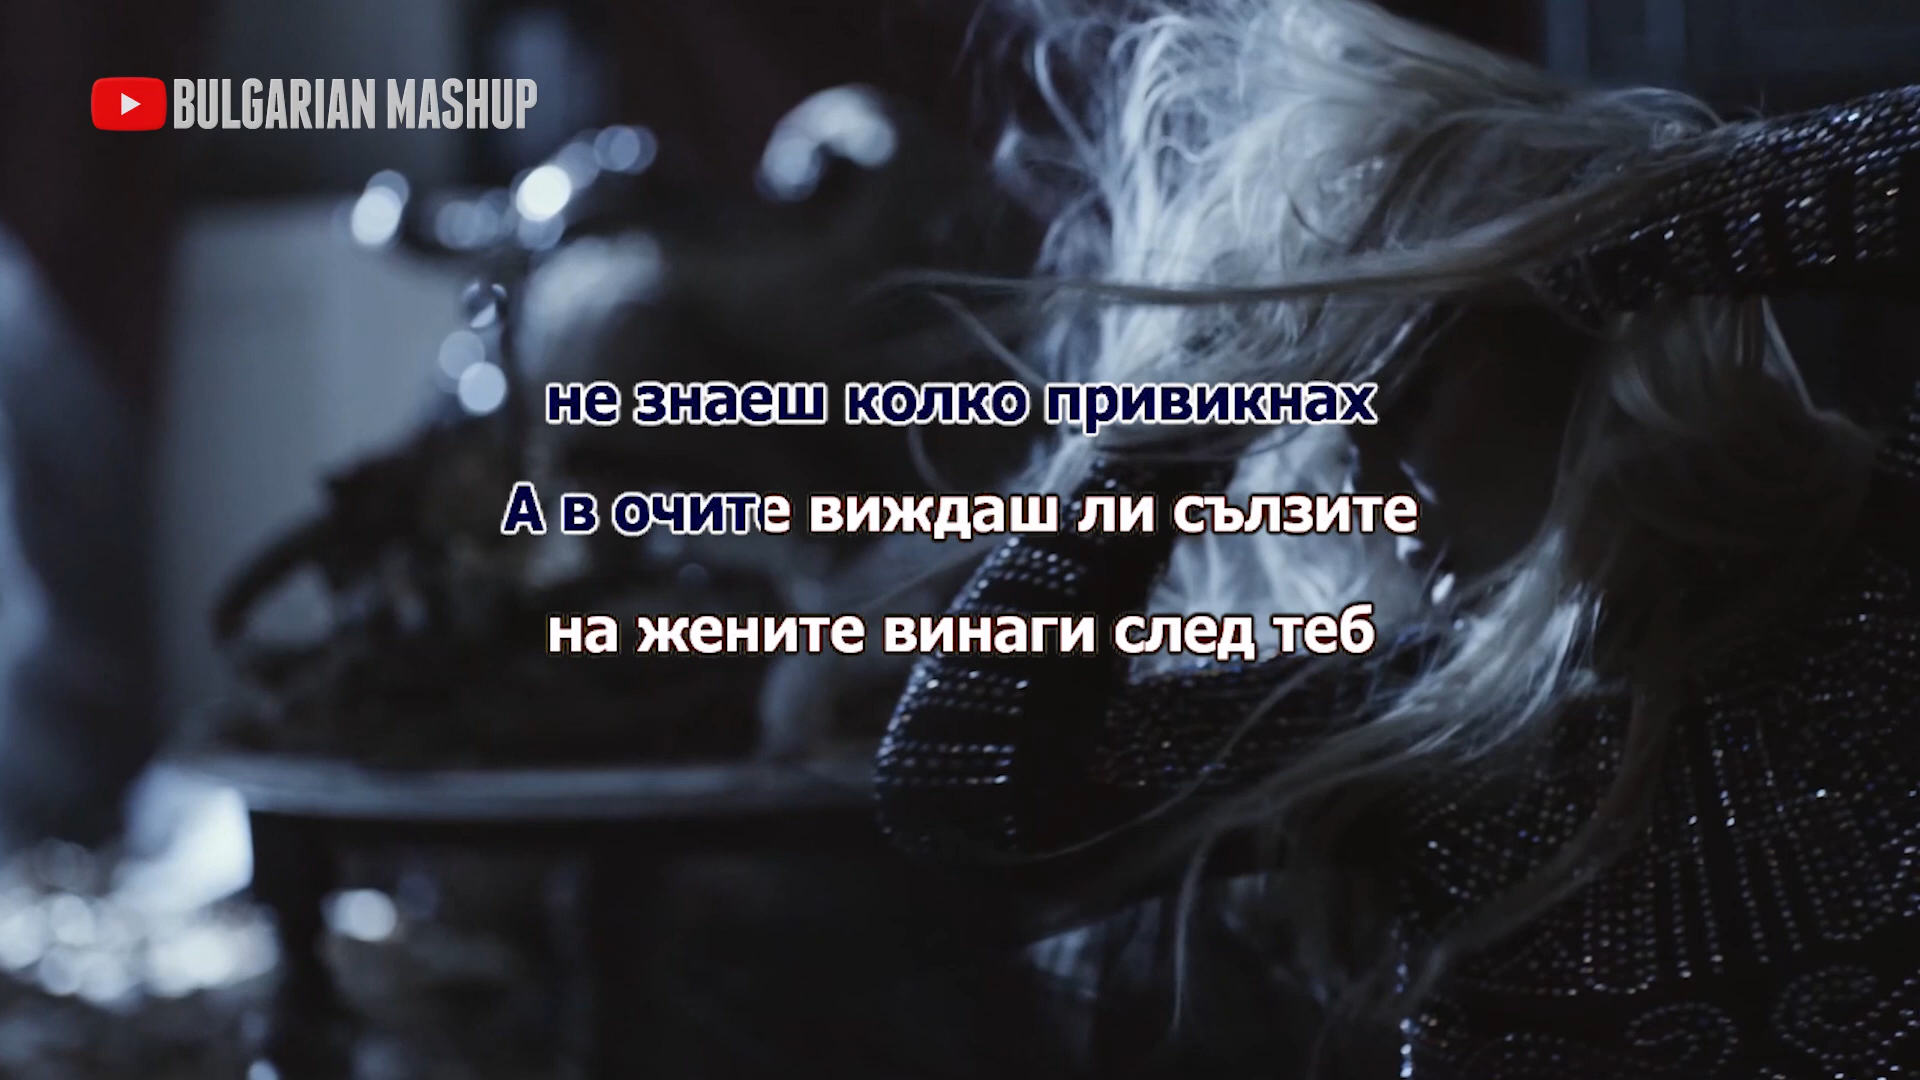 BULGARIAN MASHUP
не знаеш колко привикнах
А в очите виждаш ли сълзите
на жените винаги след теб